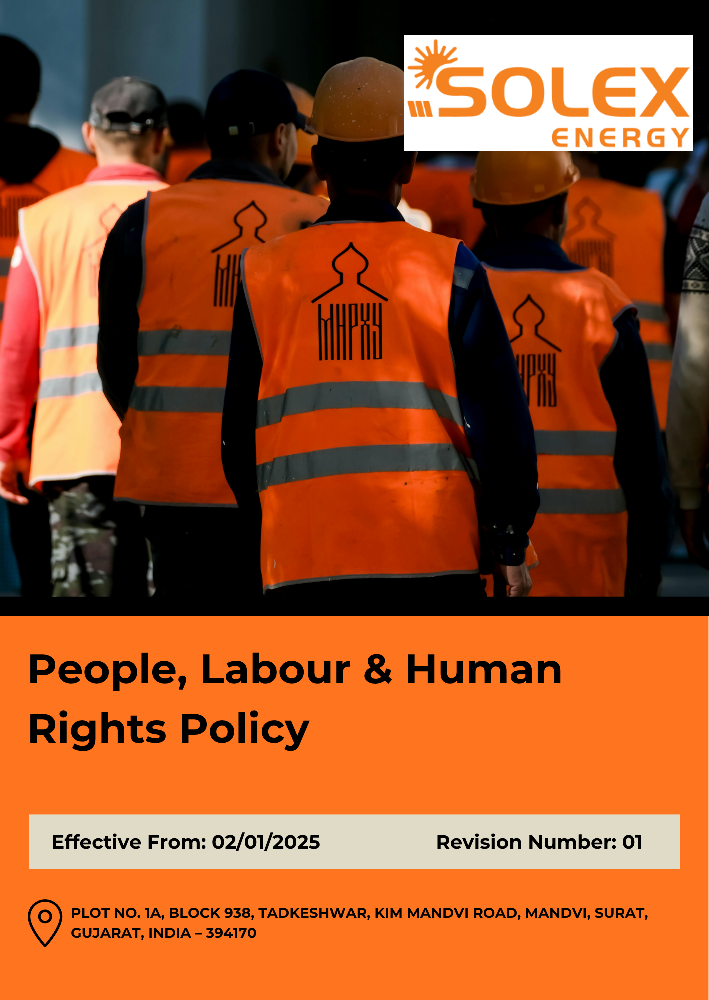 SOLEX
ENERGY
МАРХУ
People, Labour & Human
Rights Policy
Effective From: 02/01/2025
Revision Number: 01
PLOT NO. 1A, BLOCK 938, TADKESHWAR, KIM MANDVI ROAD, MANDVI, SURAT,
GUJARAT, INDIA – 394170